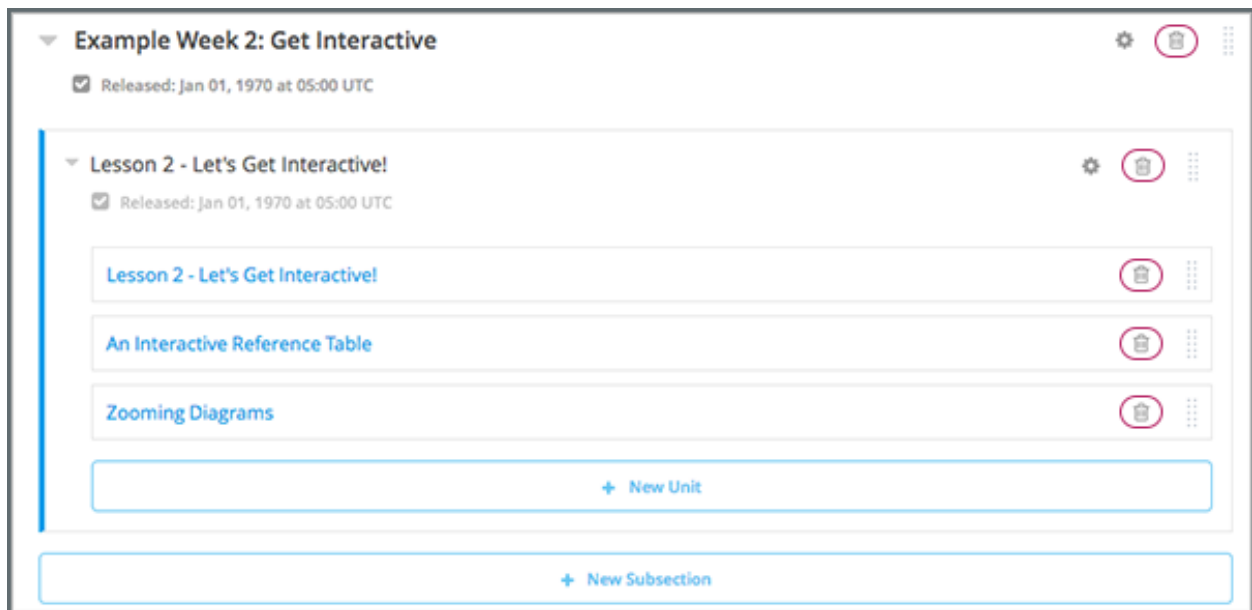 Example Week 2: Get Interactive
Released: Jan 01, 1970 at 05:00 UTC
Lesson 2 - Let's Get Interactive!
Released: Jan 01, 1970 at 05:00 UTC
Lesson 2 - Let's Get Interactive!
An Interactive Reference Table
Zooming Diagrams
+ New Unit
+ New Subsection